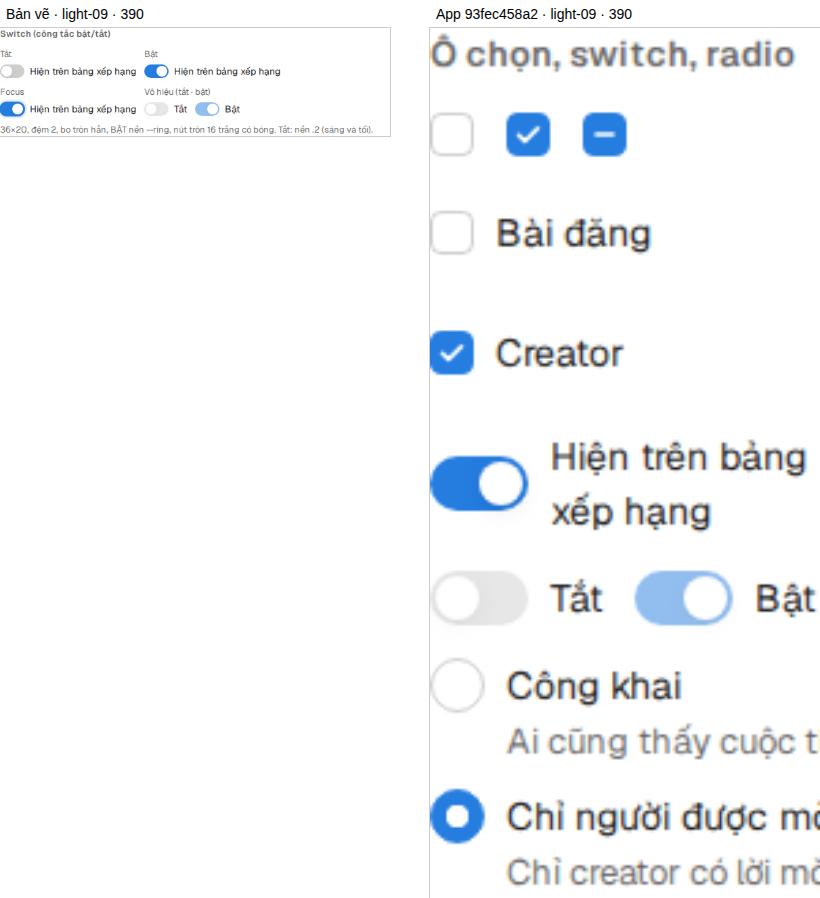 Bản vẽ · light-09 · 390
Switch (công tắc bật/tắt)
Tắt
Bật
Hiện trên bảng xếp hạng
Hiện trên bảng xếp hạng
Focus
Vô hiệu (tắt · bật)
Hiện trên bảng xếp hạng
Tắt
Bật
36×20, đệm 2, bo tròn hẳn, BẬT nền --ring, nút tròn 16 trắng có bóng. Tắt: nền .2 (sáng và tối).
App 93fec458a2 · light-09 · 390
Ô chọn, switch, radio
Bài đăng
Creator
Hiện trên bảng
xếp hạng
Tắt
Bật
Công khai
Ai cũng thấy cuộc
Chỉ người được
Chỉ creator có lời